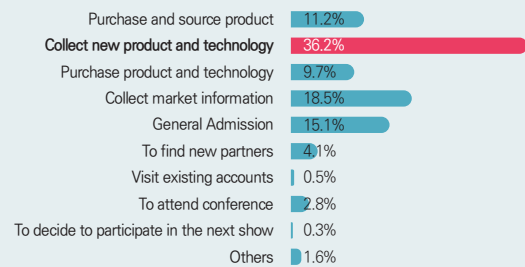 Purchase and source product 11.2%
Collect new product and technology 36.2%
Purchase product and technology 9.7%
Collect market information 18.5%
General Admission 15.1%
To find new partners 4.1%
Visit existing accounts 0.5%
To attend conference 2.8%
To decide to participate in the next show 0.3%
Others 1.6%